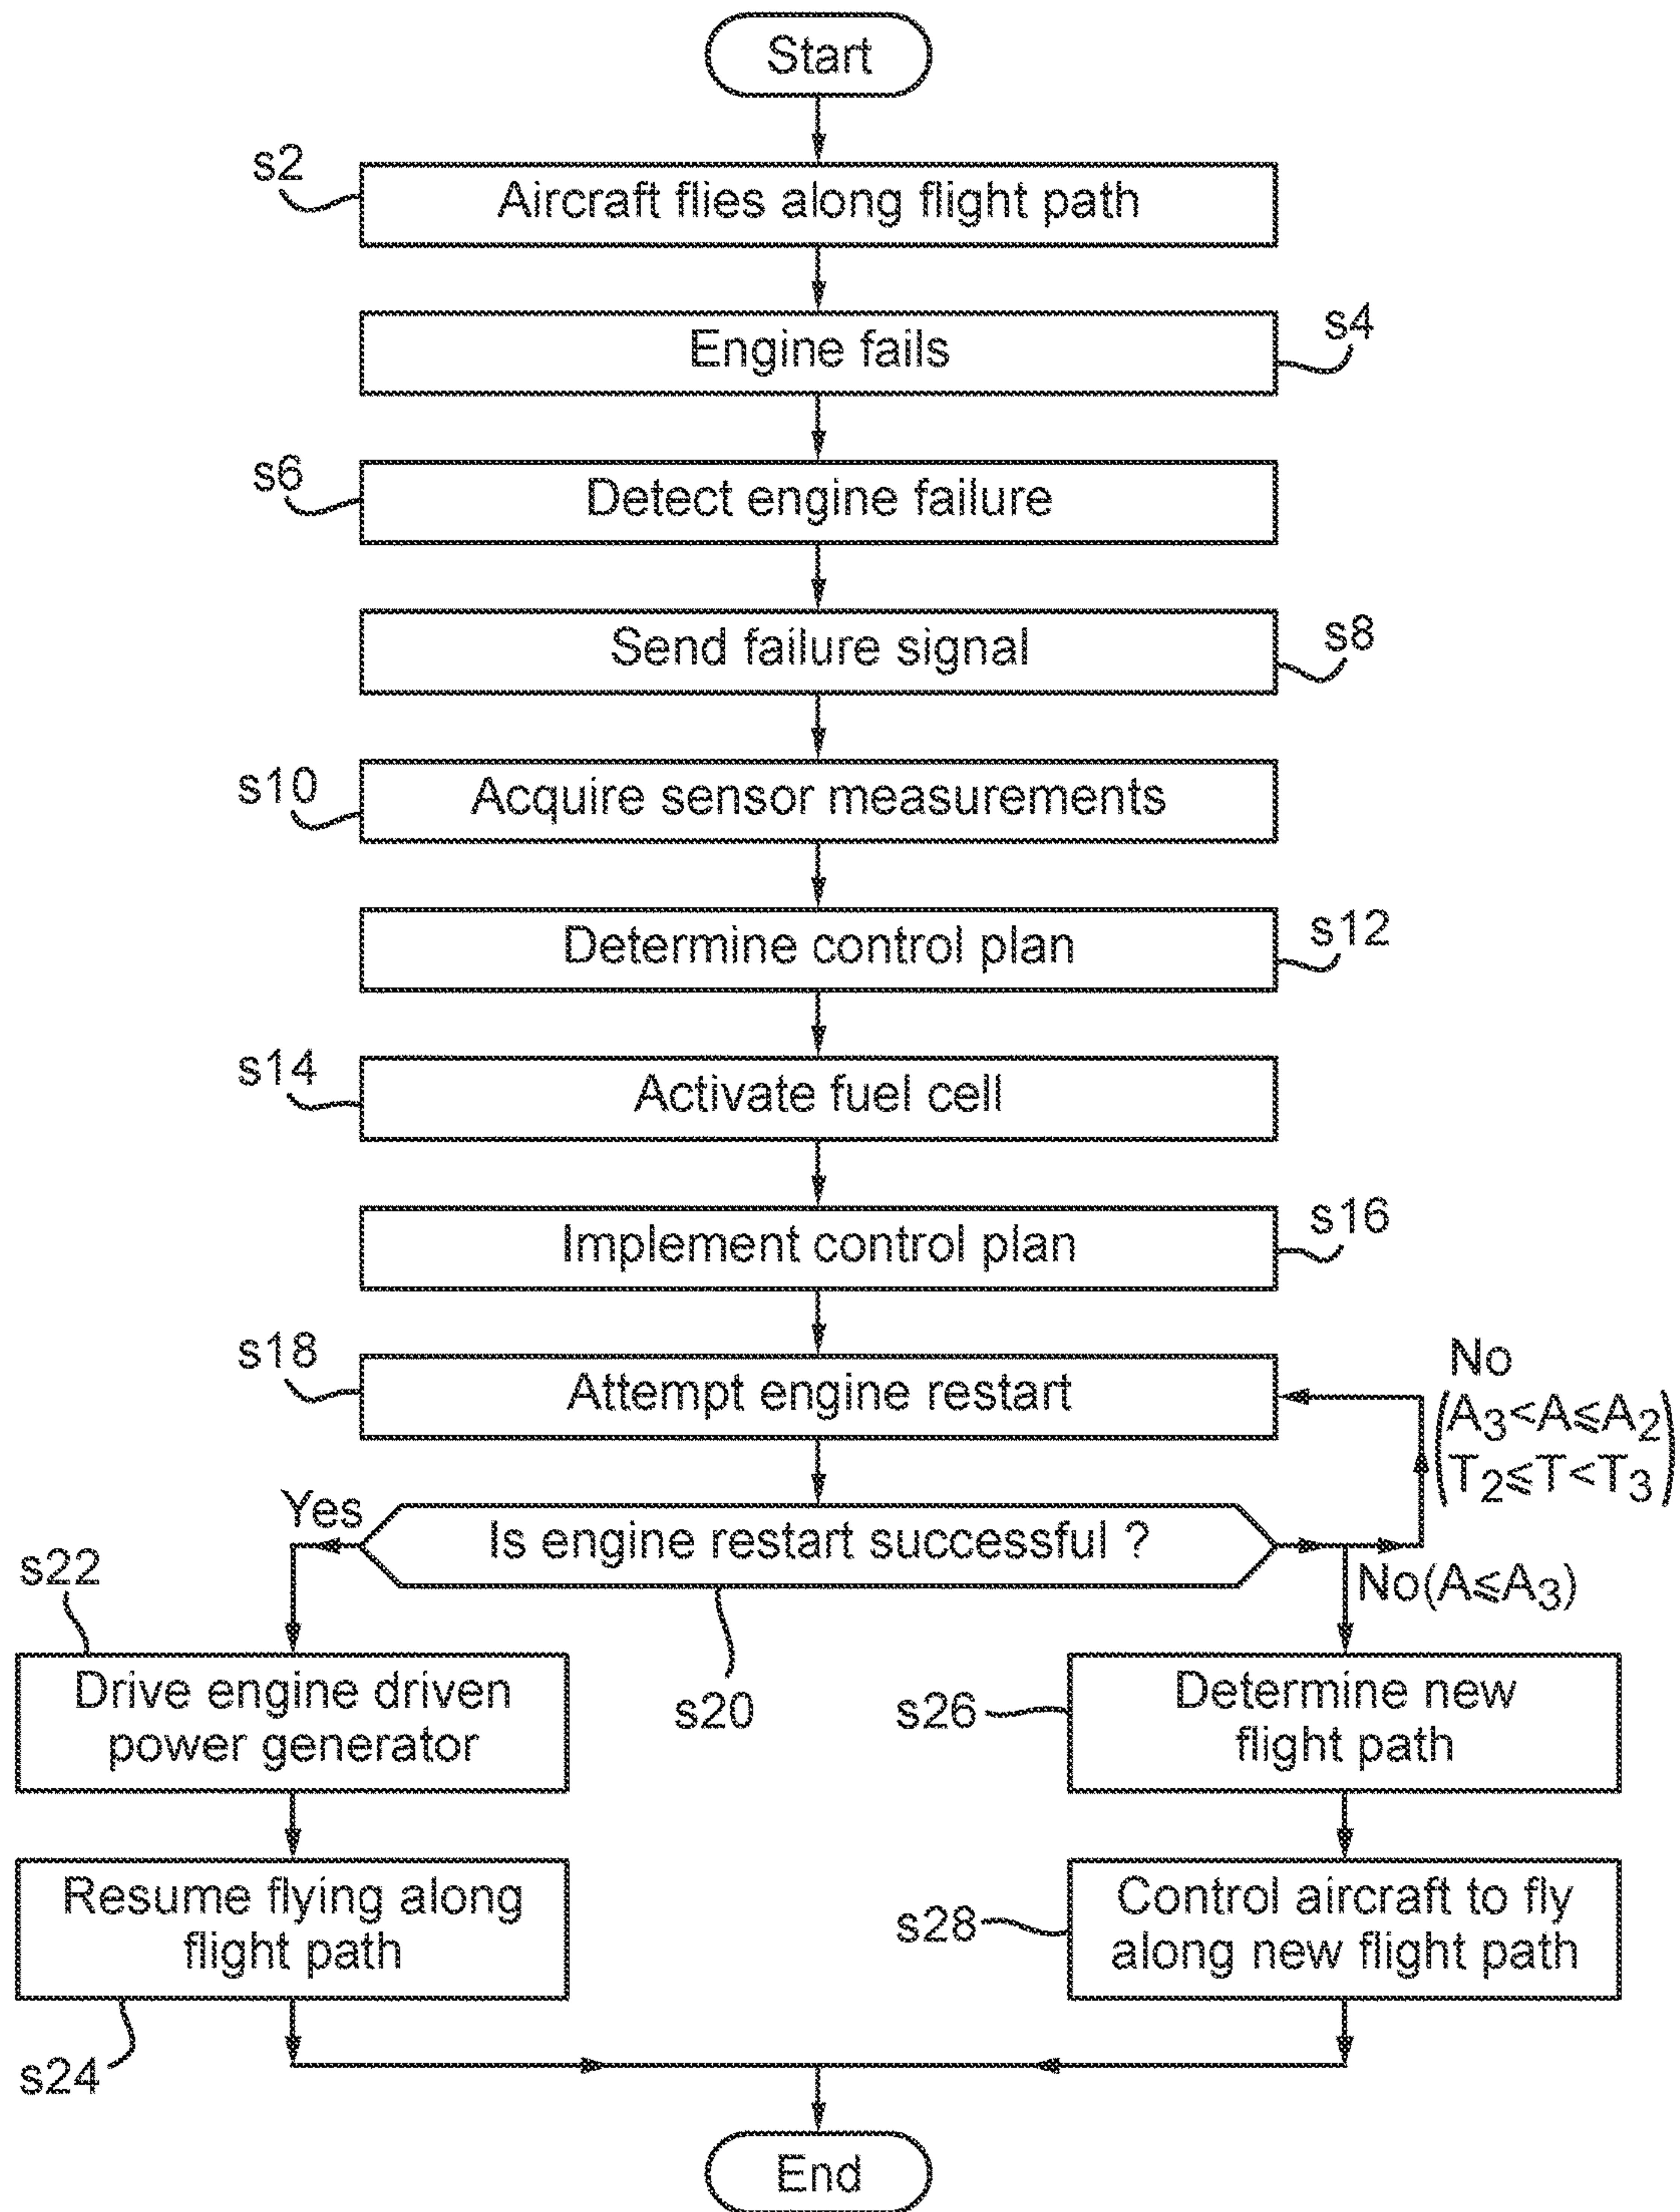 Start
s2
Aircraft flies along flight path
s4
Engine fails
s6
Detect engine failure
s8
Send failure signal
s10
Acquire sensor measurements
s12
Determine control plan
s14
Activate fuel cell
s16
Implement control plan
s18
Attempt engine restart
No
(A₃<A⩽A₂)
(T₂⩽T<T₃)
Yes
Is engine restart successful ?
No(A⩽A₃)
s22
s20
Drive engine driven
power generator
s26
Determine new
flight path
Resume flying along
flight path
s24
s28
Control aircraft to fly
along new flight path
End